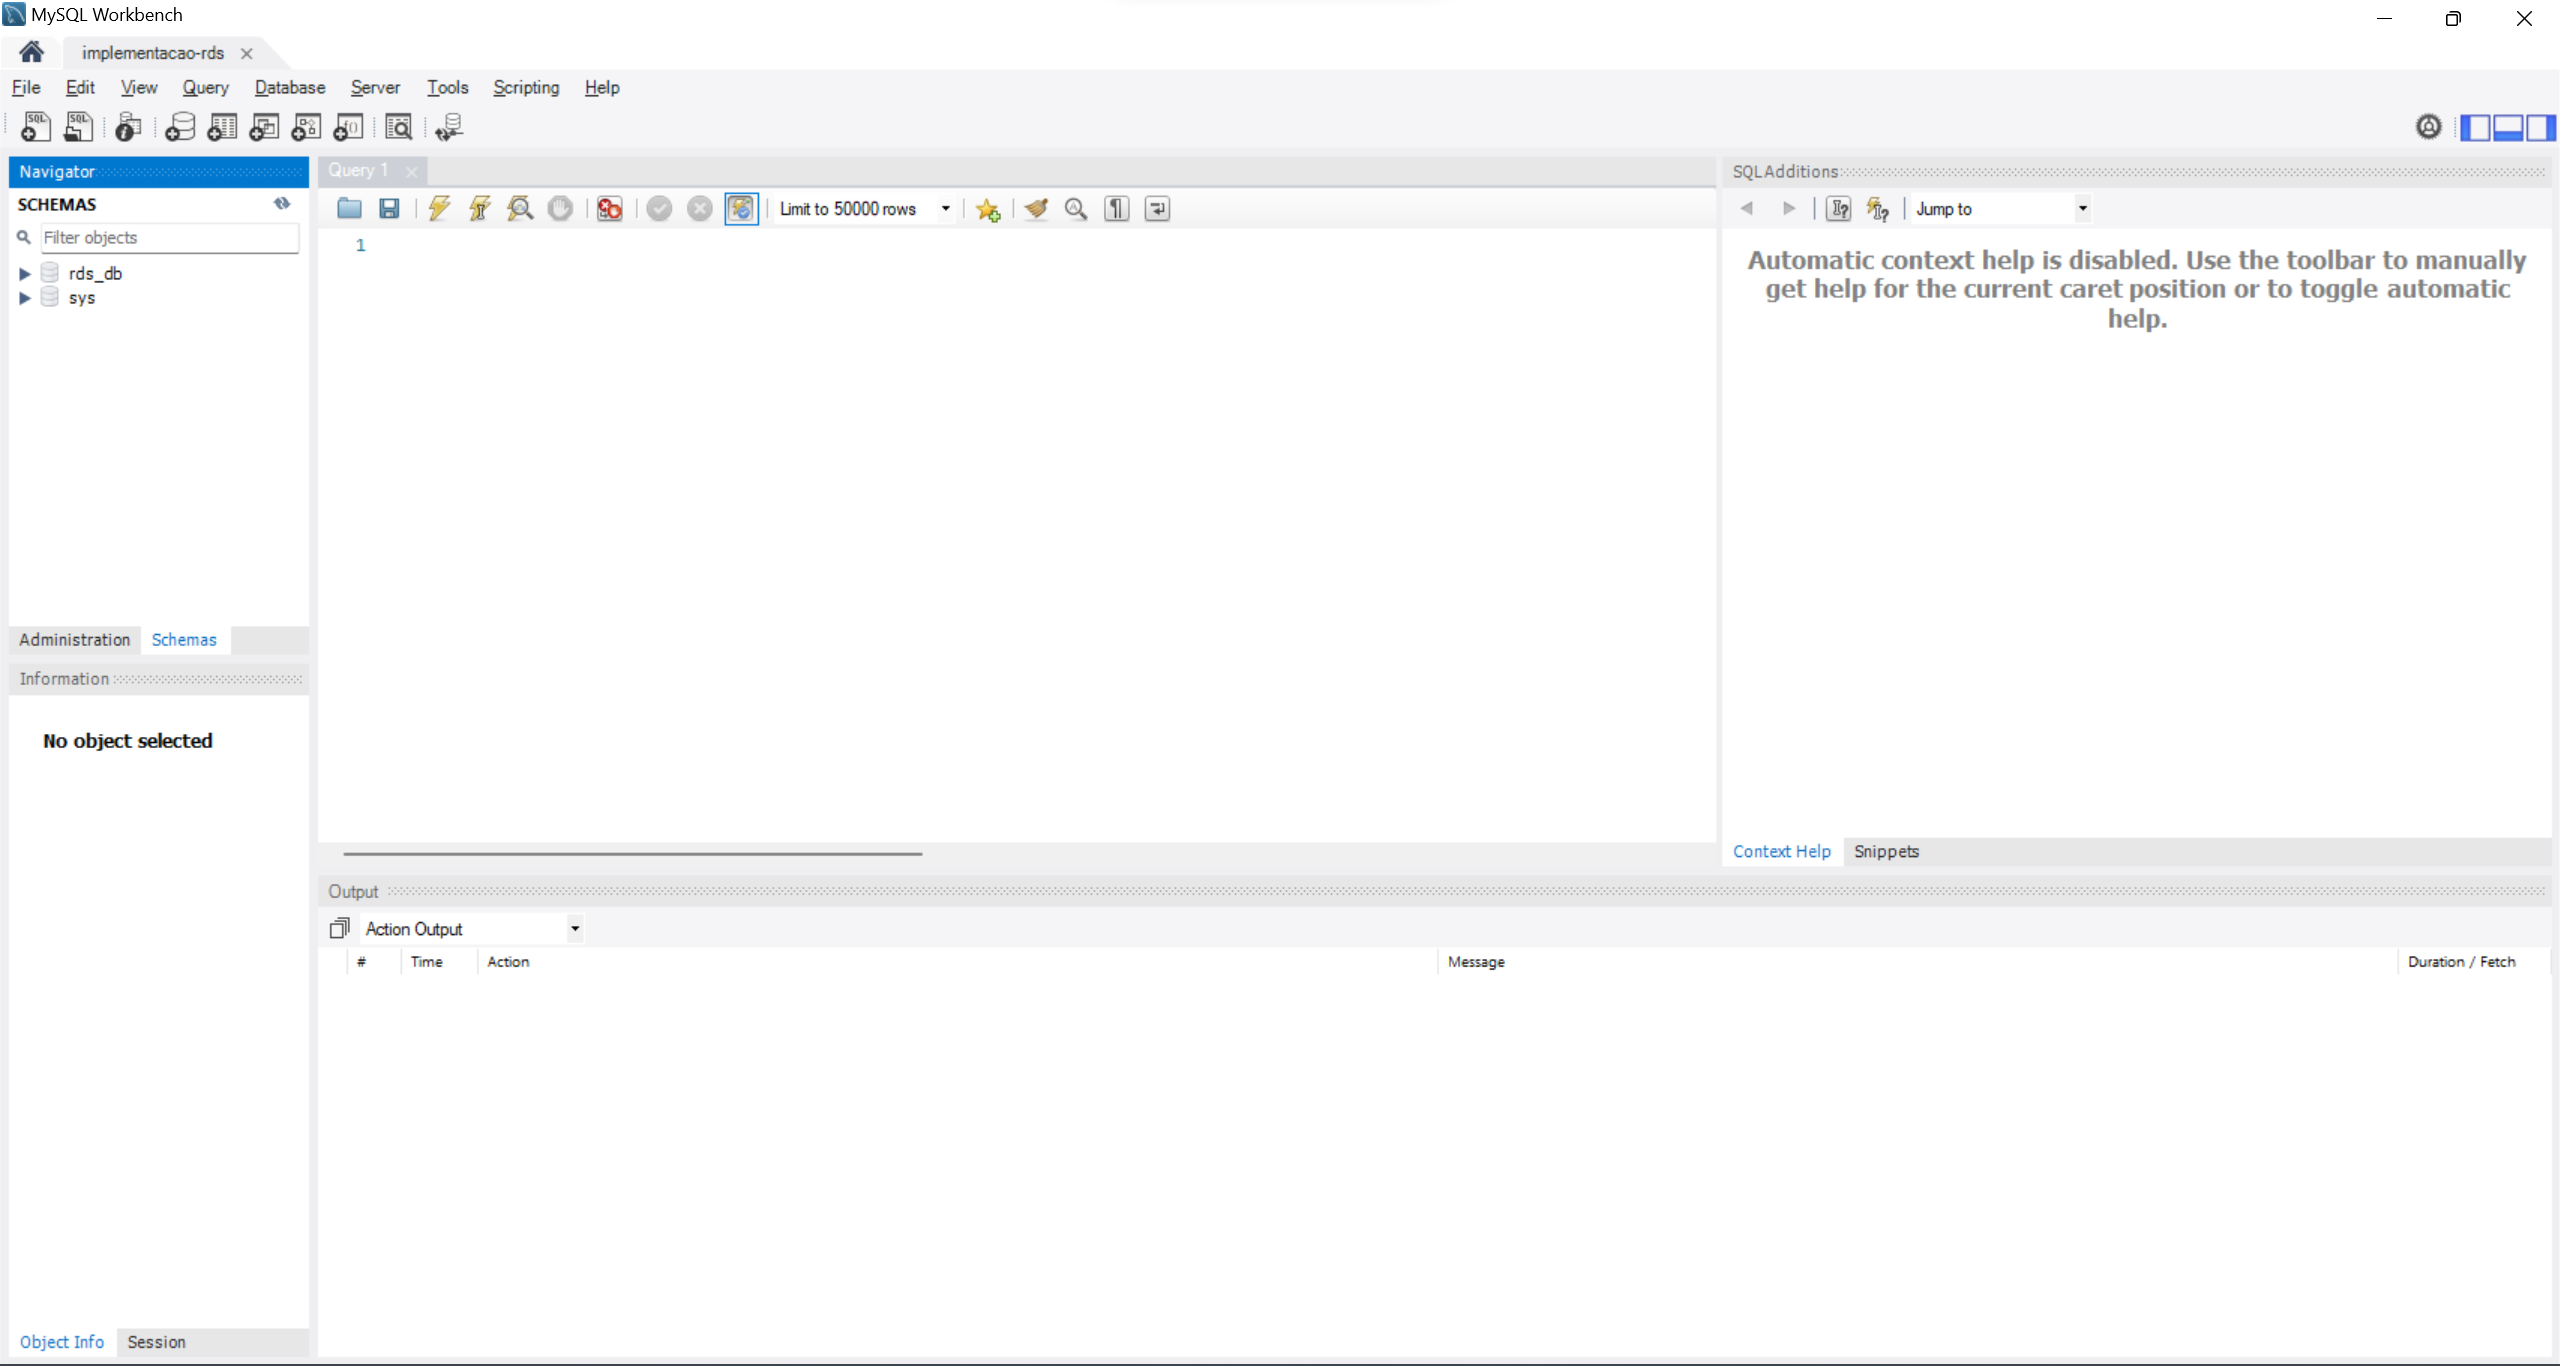 MySQL Workbench
implementacao-rds
File Edit View Query Database Server Tools Scripting Help
Navigator
SCHEMAS
Filter objects
rds_db
sys
Administration Schemas
Information
No object selected
Object Info Session
Query 1
Limit to 50000 rows
1
SQLAdditions
Jump to
Automatic context help is disabled. Use the toolbar to manually
get help for the current caret position or to toggle automatic
help.
Context Help Snippets
Output
Action Output
# Time Action Message Duration / Fetch